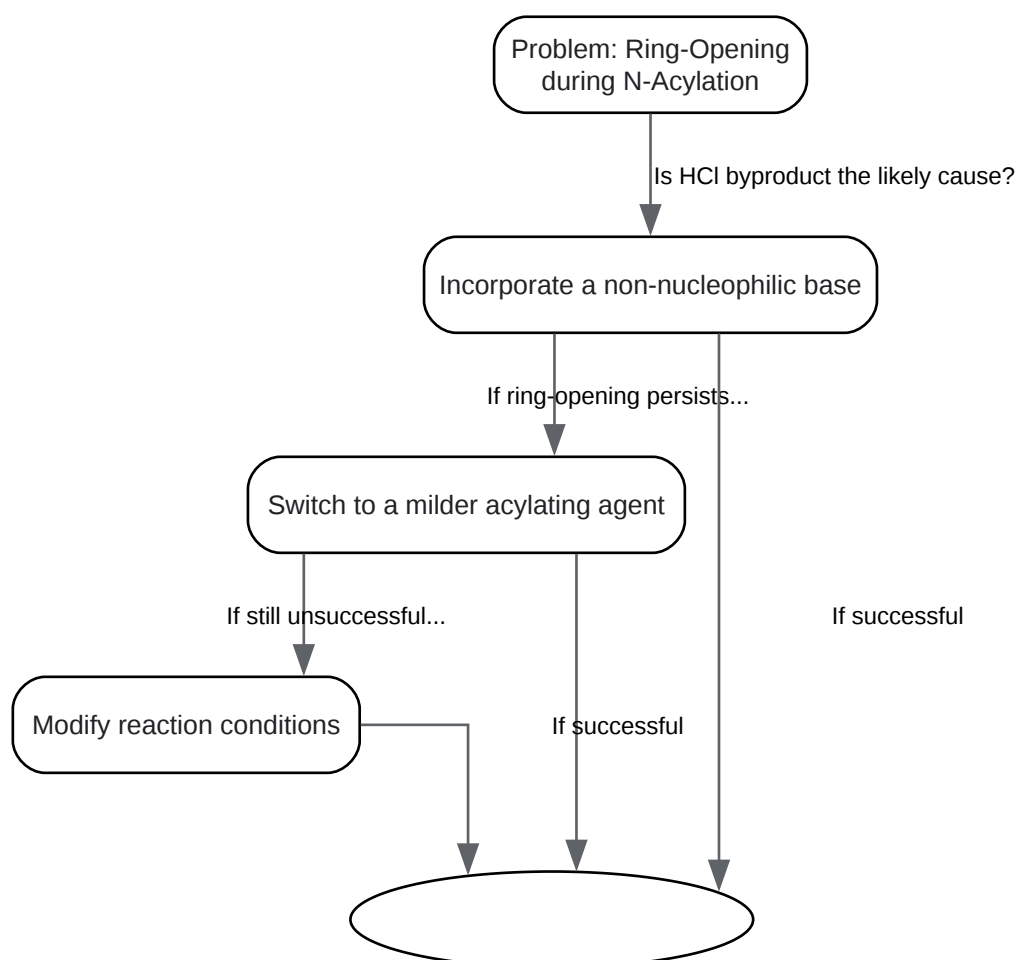 Problem: Ring-Opening
during N-Acylation
Is HCl byproduct the likely cause?
Incorporate a non-nucleophilic base
If ring-opening persists...
Switch to a milder acylating agent
If still unsuccessful...
If successful
Modify reaction conditions
If successful